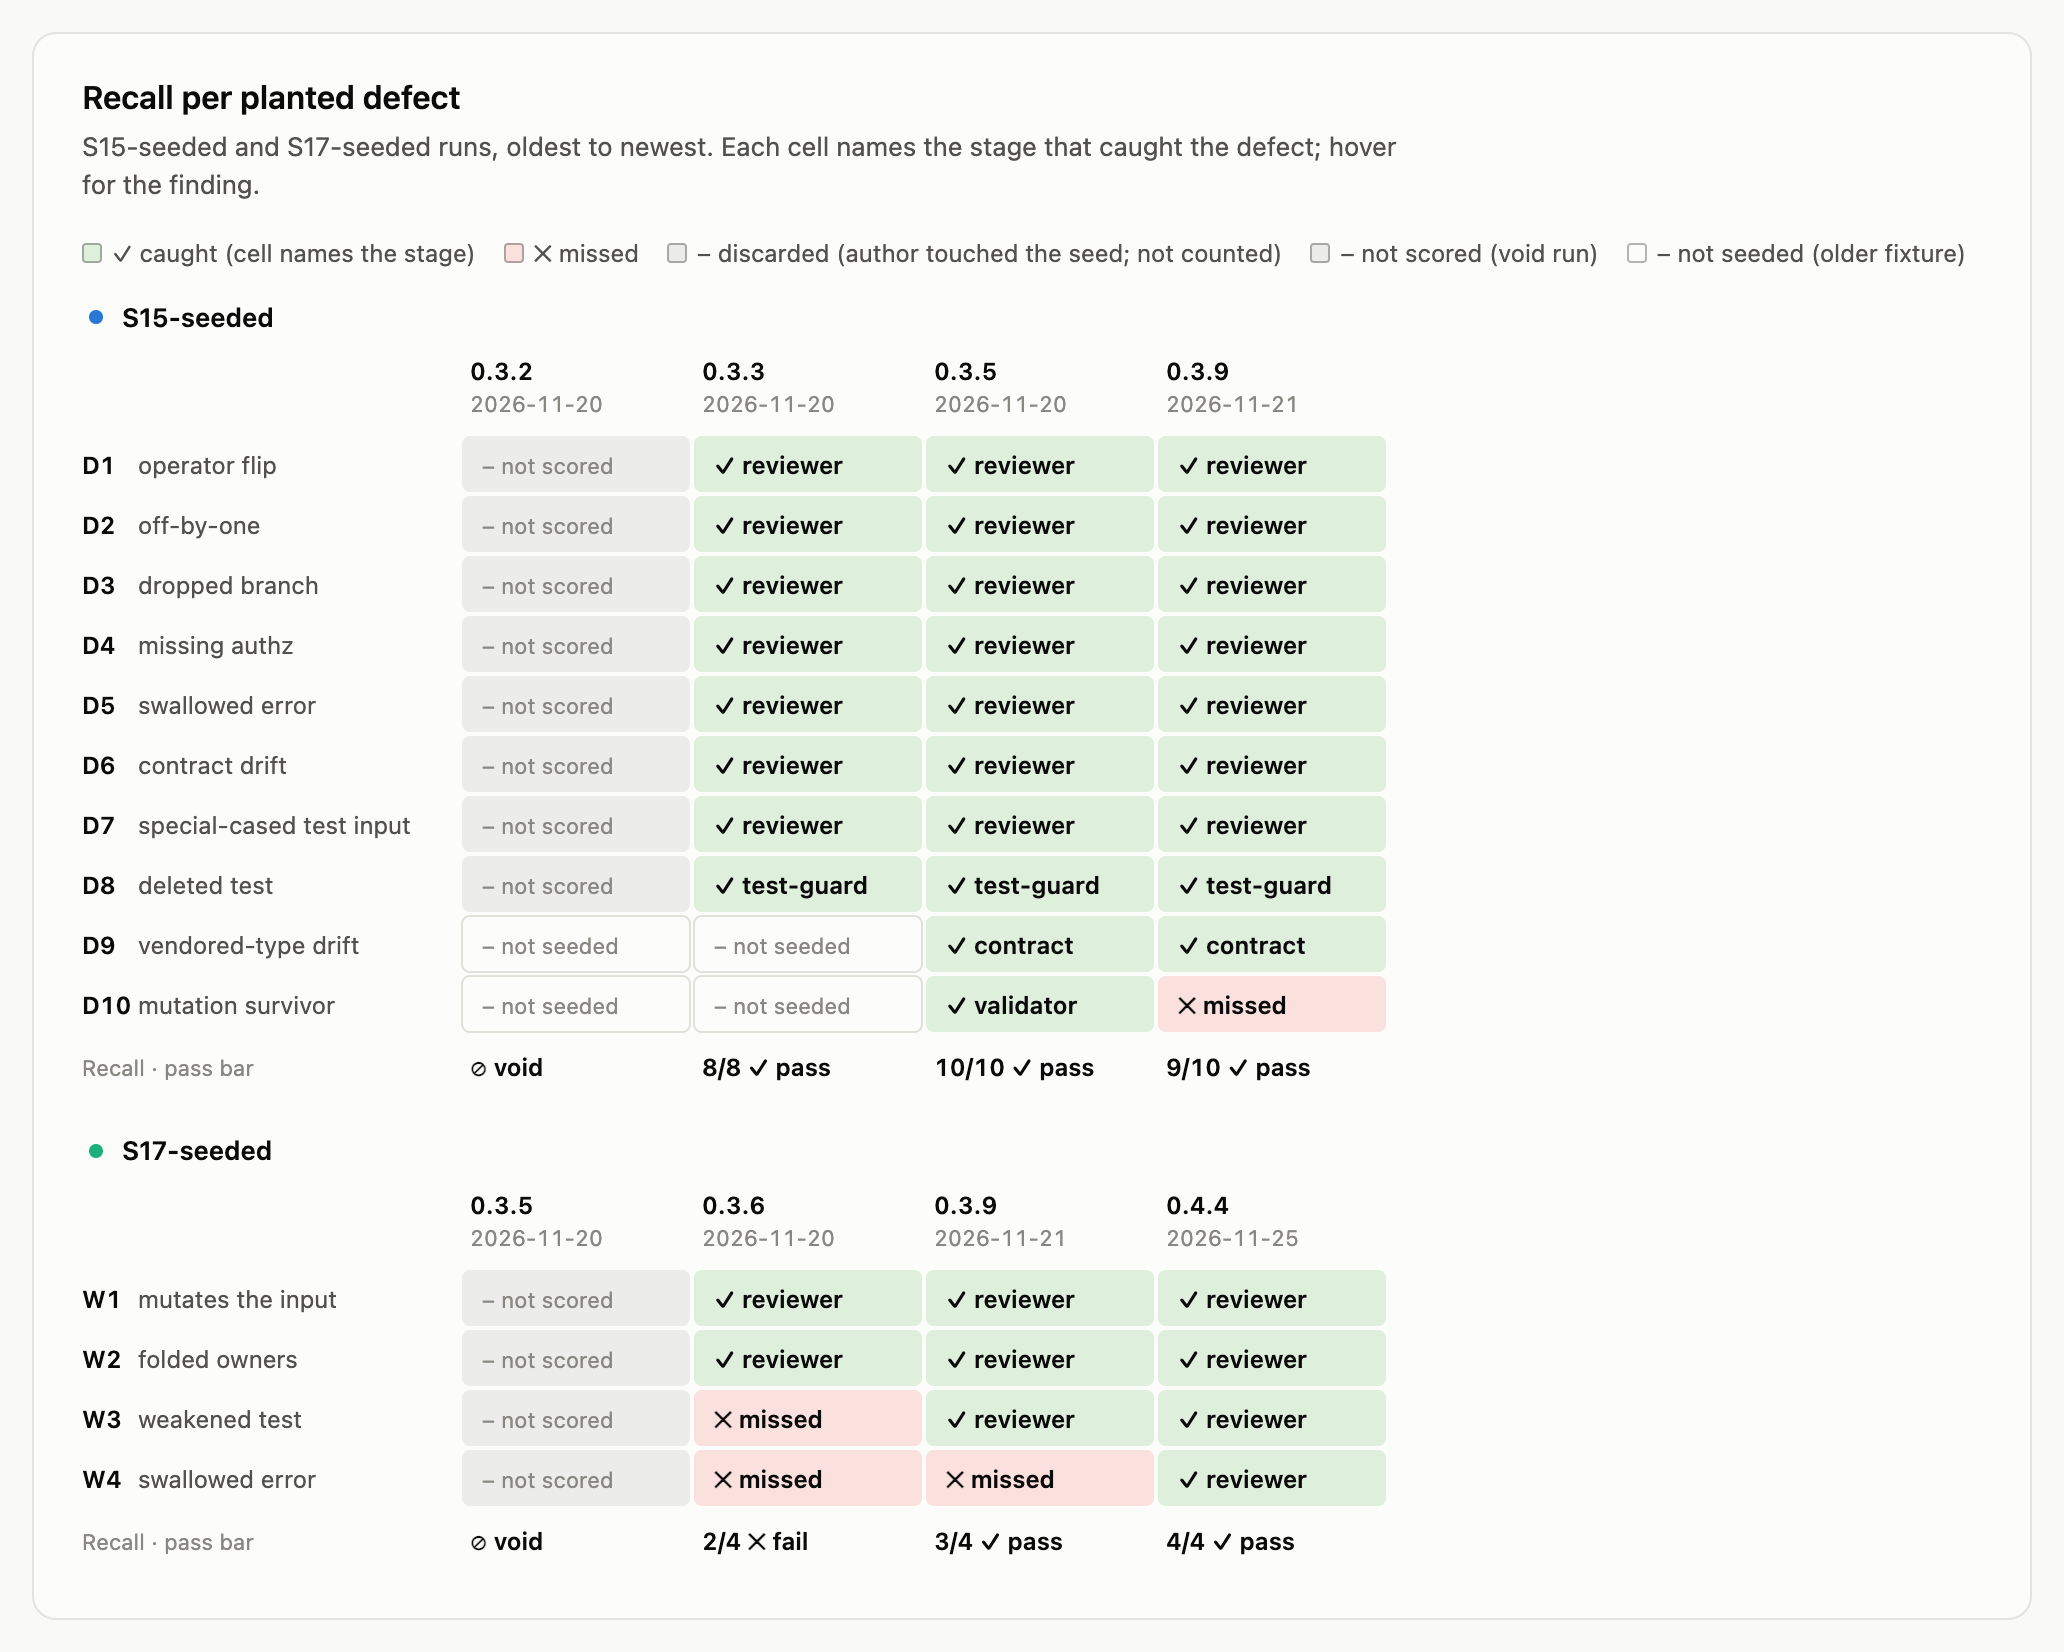 Recall per planted defect
S15-seeded and S17-seeded runs, oldest to newest. Each cell names the stage that caught the defect; hover
for the finding.
✓ caught (cell names the stage) ✕ missed – discarded (author touched the seed; not counted) – not scored (void run) – not seeded (older fixture)
S15-seeded
0.3.2 0.3.3 0.3.5 0.3.9
2026-11-20 2026-11-20 2026-11-20 2026-11-21
D1 operator flip – not scored ✓ reviewer ✓ reviewer ✓ reviewer
D2 off-by-one – not scored ✓ reviewer ✓ reviewer ✓ reviewer
D3 dropped branch – not scored ✓ reviewer ✓ reviewer ✓ reviewer
D4 missing authz – not scored ✓ reviewer ✓ reviewer ✓ reviewer
D5 swallowed error – not scored ✓ reviewer ✓ reviewer ✓ reviewer
D6 contract drift – not scored ✓ reviewer ✓ reviewer ✓ reviewer
D7 special-cased test input – not scored ✓ reviewer ✓ reviewer ✓ reviewer
D8 deleted test – not scored ✓ test-guard ✓ test-guard ✓ test-guard
D9 vendored-type drift – not seeded – not seeded ✓ contract ✓ contract
D10 mutation survivor – not seeded – not seeded ✓ validator ✕ missed
Recall · pass bar ⊘ void 8/8 ✓ pass 10/10 ✓ pass 9/10 ✓ pass
S17-seeded
0.3.5 0.3.6 0.3.9 0.4.4
2026-11-20 2026-11-20 2026-11-21 2026-11-25
W1 mutates the input – not scored ✓ reviewer ✓ reviewer ✓ reviewer
W2 folded owners – not scored ✓ reviewer ✓ reviewer ✓ reviewer
W3 weakened test – not scored ✕ missed ✓ reviewer ✓ reviewer
W4 swallowed error – not scored ✕ missed ✕ missed ✓ reviewer
Recall · pass bar ⊘ void 2/4 ✕ fail 3/4 ✓ pass 4/4 ✓ pass